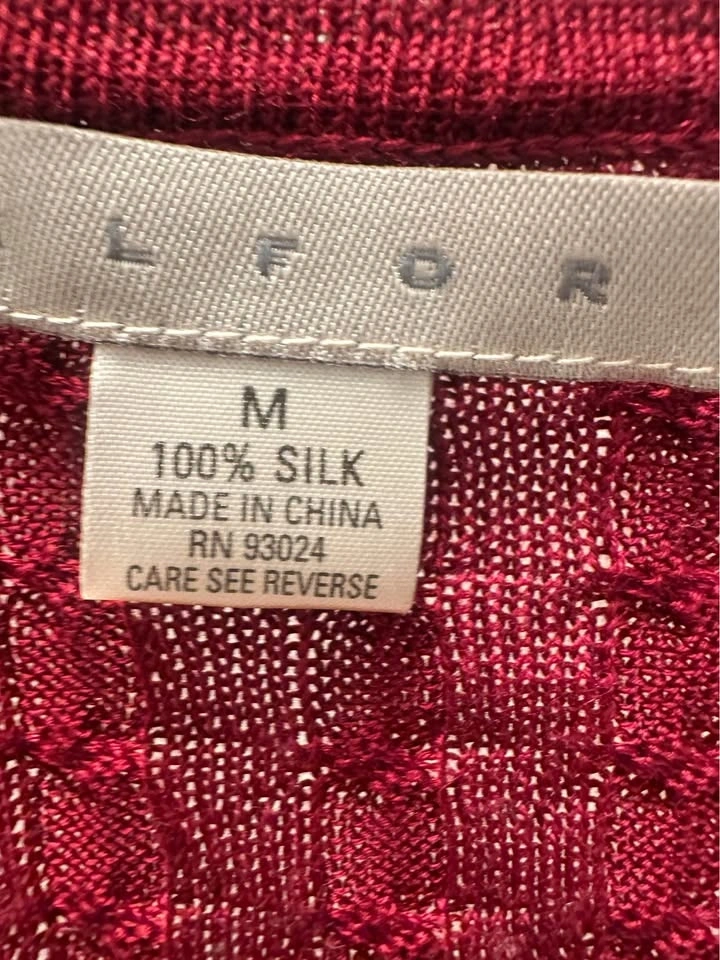 L F O R
M
100% SILK
MADE IN CHINA
RN 93024
CARE SEE REVERSE